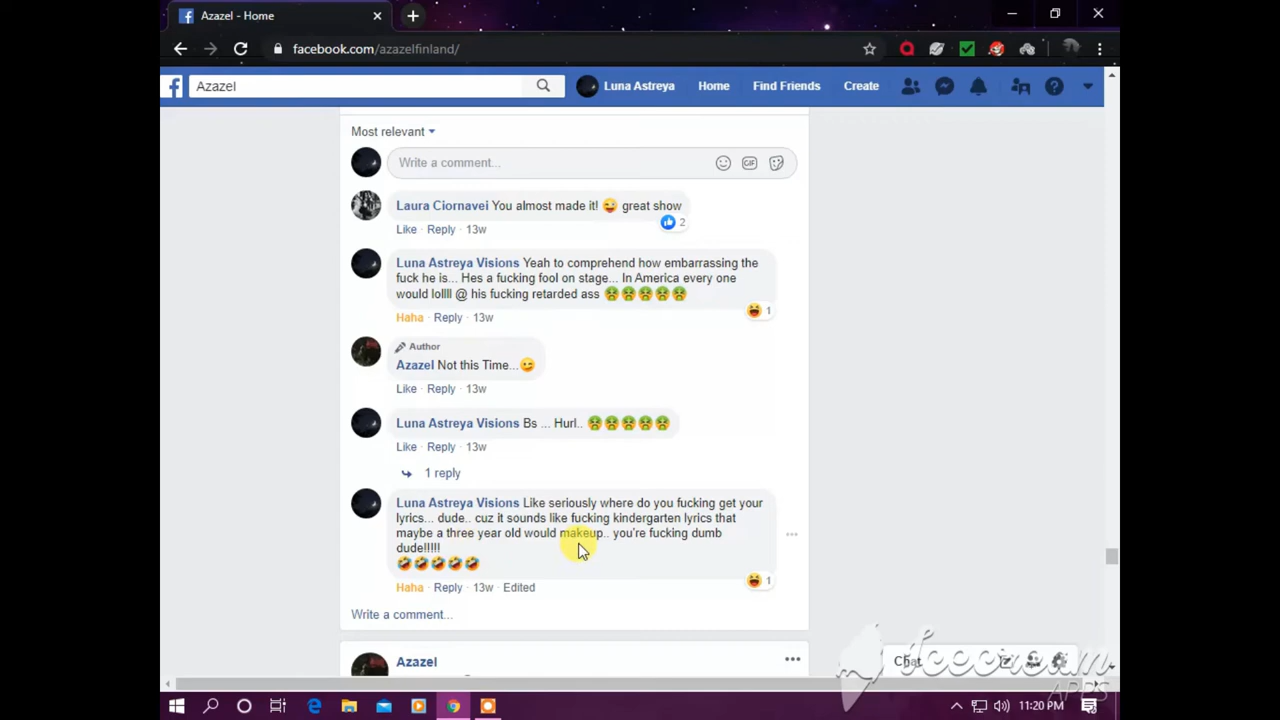 Azazel - Home
facebook.com/azazelfinland/
Azazel
Luna Astreya
Home
Find Friends
Create
Most relevant
Write a comment...
GIF
Laura Ciornavei You almost made it! 😜 great show
2
Like · Reply · 13w
Luna Astreya Visions Yeah to comprehend how embarrassing the
fuck he is... Hes a fucking fool on stage... In America every one
would lollll @ his fucking retarded ass 🤮🤮🤮🤮🤮
1
Haha · Reply · 13w
Author
Azazel Not this Time...😉
Like · Reply · 13w
Luna Astreya Visions Bs ... Hurl.. 🤮🤮🤮🤮🤮
Like · Reply · 13w
1 reply
Luna Astreya Visions Like seriously where do you fucking get your
lyrics... dude.. cuz it sounds like fucking kindergarten lyrics that
maybe a three year old would makeup.. you're fucking dumb
dude!!!!!
🤣🤣🤣🤣🤣
1
Haha · Reply · 13w · Edited
Write a comment...
Azazel
Chat
Icecream
APPS
11:20 PM